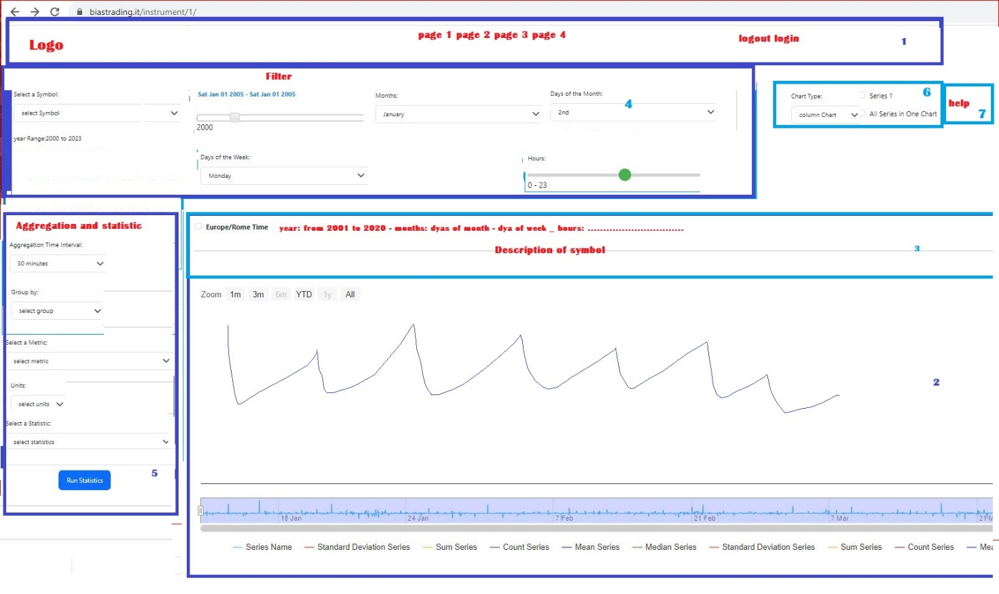 biastrading.it/instrument/1/
Logo
page 1 page 2 page 3 page 4
logout login
1
Filter
Select a Symbol:
select Symbol
year Range:2000 to 2023
Sat Jan 01 2005 - Sat Jan 01 2005
2000
Months:
January
Days of the Month:
2nd
4
Days of the Week:
Monday
Hours:
0 - 23
Chart Type:
column Chart
Series 1
All Series in One Chart
6
help
7
Aggregation and statistic
Aggregation Time Interval:
30 minutes
Group by:
select group
Select a Metric:
select metric
Units:
select units
Select a Statistic:
select statistics
Run Statistics
5
Europe/Rome Time
year: from 2001 to 2020 - months: dyas of month - dya of week _ hours: ...............................
Description of symbol
3
Zoom 1m 3m 6m YTD 1y All
2
10 Jan 24 Jan 7 Feb 21 Feb 7 Mar 21 M
Series Name Standard Deviation Series Sum Series Count Series Mean Series Median Series Standard Deviation Series Sum Series Count Series Mea